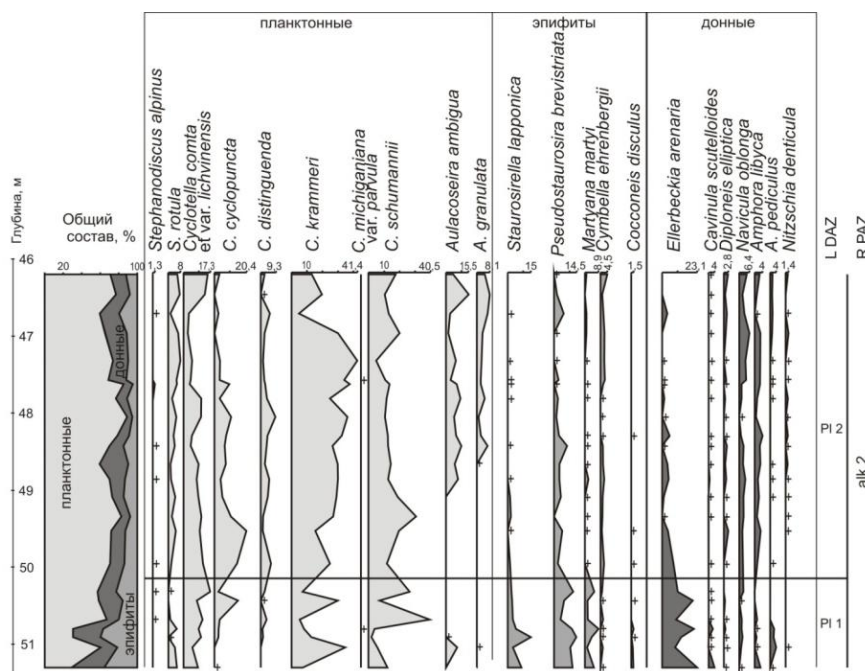 планктонные
эпифиты
донные
Глубина, м
Общий
состав, %
Stephanodiscus alpinus
S. rotula
Cyclotella comta
et var. lichvinensis
C. cyclopuncta
C. distinguenda
C. krammeri
C. michiganiana
var. parvula
C. schumannii
Aulacoseira ambigua
A. granulata
Staurosirella lapponica
Pseudostaurosira brevistriata
Martyana martyi
Cymbella ehrenbergii
Cocconeis disculus
Ellerbeckia arenaria
Cavinula scutelloides
Diploneis elliptica
Navicula oblonga
Amphora libyca
A. pediculus
Nitzschia denticula
L DAZ
R PAZ
20 100 1,3 8 17,3 20,4 9,3 10 41,4 1 10 40,5 15,5 8 1 15 14,5 8,9 4,5 1,5 23,1 1,4 2,8 6,4 4 4 1,4
46
47
48
49
50
51
планктонные
донные
эпифиты
Pl 2
alk 2
Pl 1